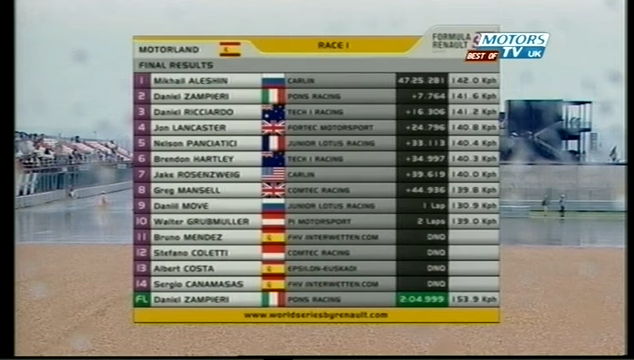 MOTORLAND RACE 1 FORMULA RENAULT
BEST OF MOTORS TV UK
FINAL RESULTS
1 Mikhail ALESHIN CARLIN 47:25.281 142.0 Kph
2 Daniel ZAMPIERI PONS RACING +7.764 141.6 Kph
3 Daniel RICCIARDO TECH 1 RACING +16.306 141.2 Kph
4 Jon LANCASTER FORTEC MOTORSPORT +24.796 140.8 Kph
5 Nelson PANCIATICI JUNIOR LOTUS RACING +33.113 140.4 Kph
6 Brendon HARTLEY TECH 1 RACING +34.997 140.3 Kph
7 Jake ROSENZWEIG CARLIN +39.619 140.0 Kph
8 Greg MANSELL COMTEC RACING +44.936 139.8 Kph
9 Daniil MOVE JUNIOR LOTUS RACING 1 Lap 130.9 Kph
10 Walter GRUBMULLER P1 MOTORSPORT 2 Laps 139.0 Kph
11 Bruno MENDEZ FHV INTERWETTEN.COM DNQ
12 Stefano COLETTI COMTEC RACING DNQ
13 Albert COSTA EPSILON-EUSKADI DNQ
14 Sergio CANAMASAS FHV INTERWETTEN.COM DNQ
FL Daniel ZAMPIERI PONS RACING 2:04.999 153.9 Kph
www.worldseriesbyrenault.com